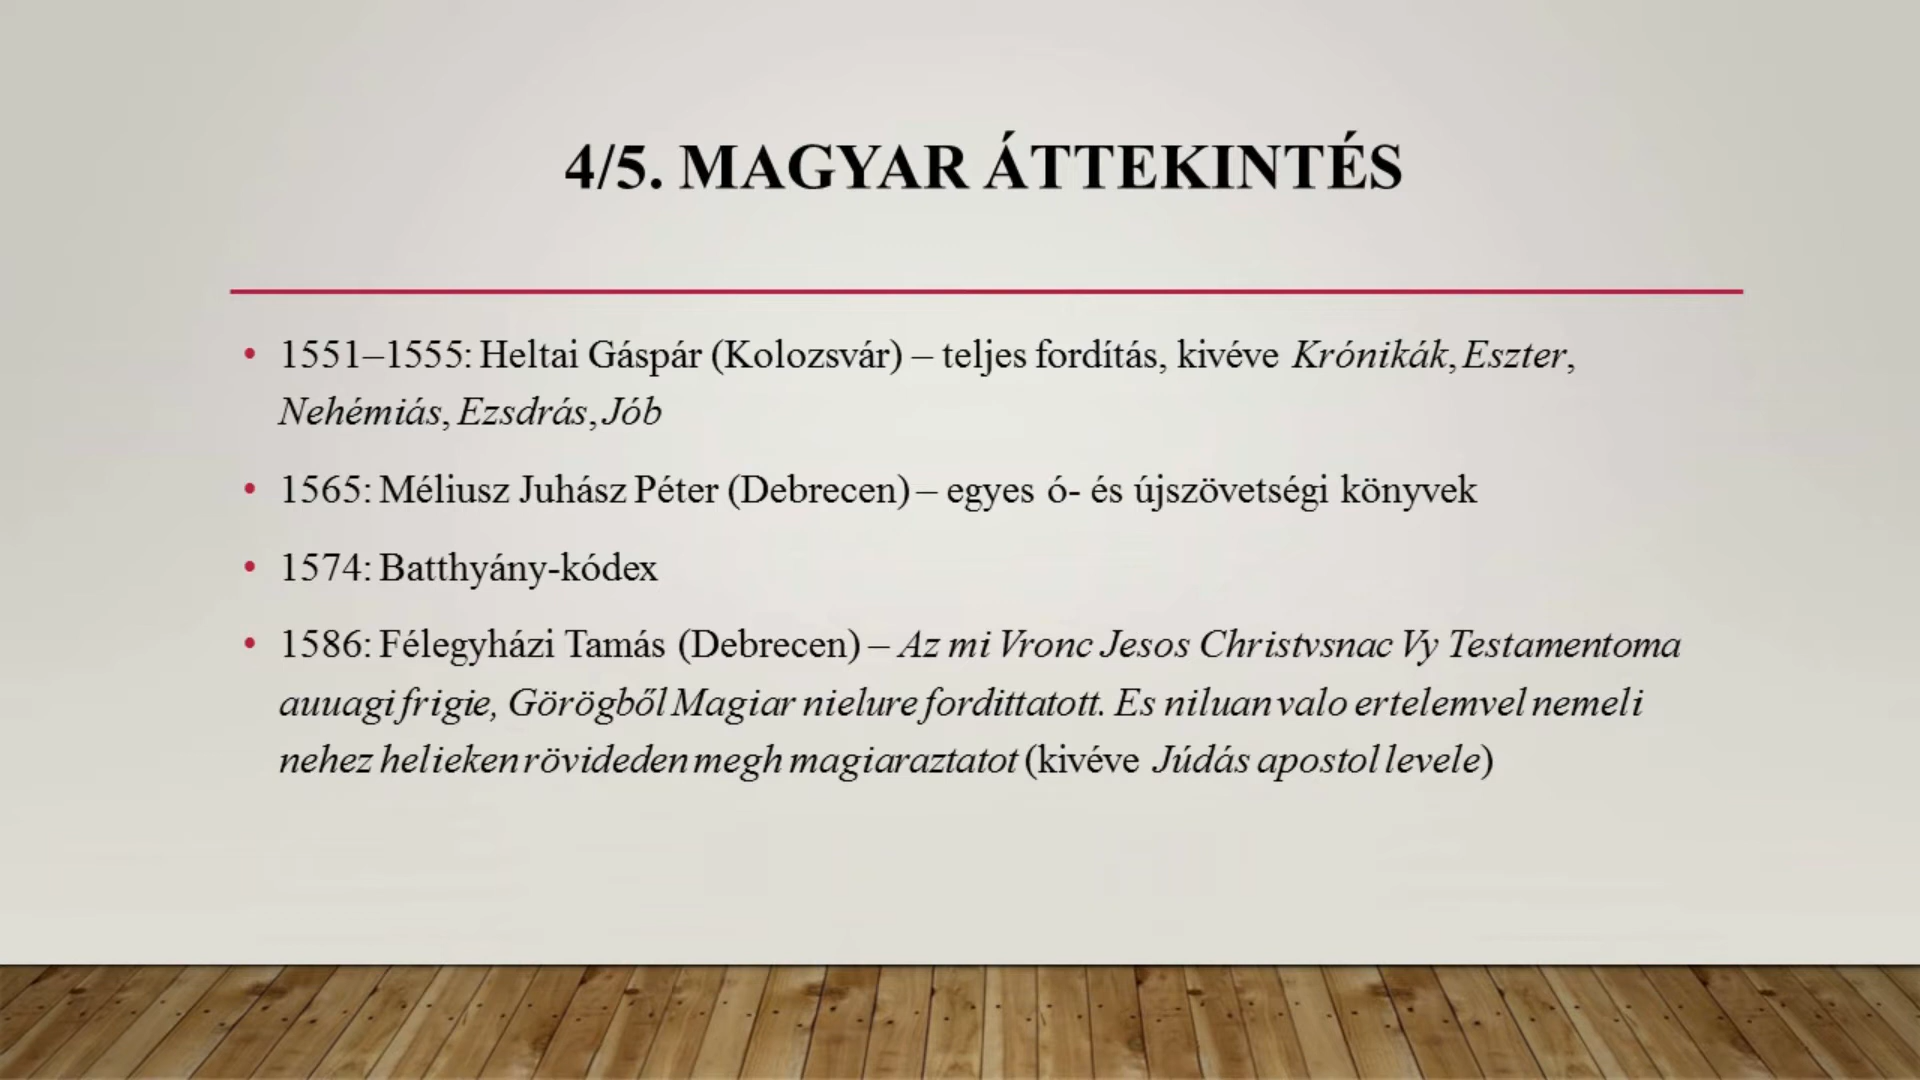 4/5. MAGYAR ÁTTEKINTÉS
• 1551–1555: Heltai Gáspár (Kolozsvár) – teljes fordítás, kivéve Krónikák, Eszter,
Nehémiás, Ezsdrás, Jób
• 1565: Méliusz Juhász Péter (Debrecen) – egyes ó- és újszövetségi könyvek
• 1574: Batthyány-kódex
• 1586: Félegyházi Tamás (Debrecen) – Az mi Vronc Jesos Christvsnac Vy Testamentoma
auuagi frigie, Görögből Magiar nielure fordittatott. Es niluan valo ertelemvel nemeli
nehez helieken rövideden megh magiaraztatot (kivéve Júdás apostol levele)